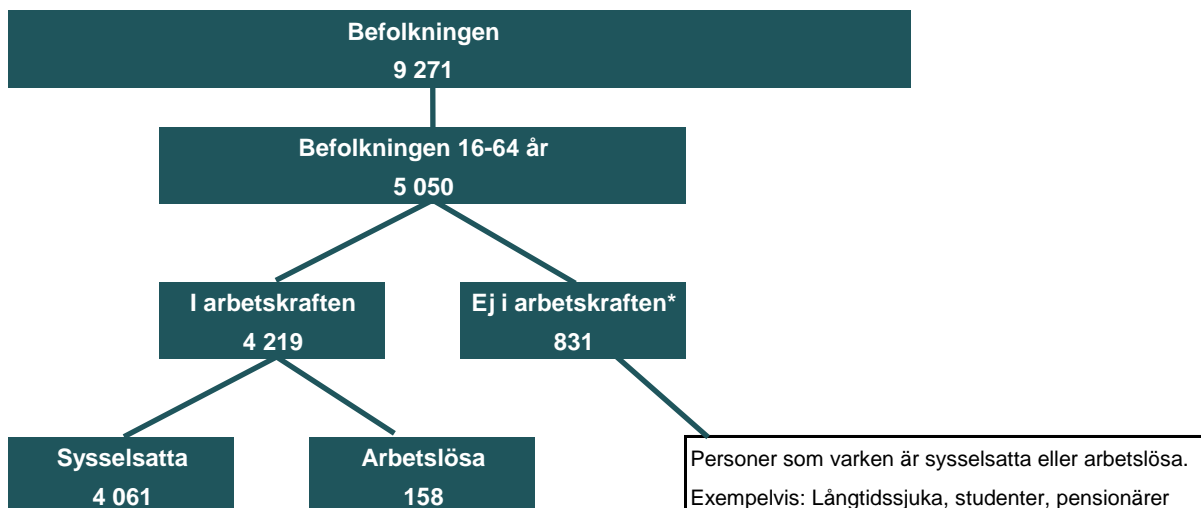 Befolkningen
9 271
Befolkningen 16-64 år
5 050
I arbetskraften
4 219
Ej i arbetskraften*
831
Sysselsatta
4 061
Arbetslösa
158
Personer som varken är sysselsatta eller arbetslösa.
Exempelvis: Långtidssjuka, studenter, pensionärer